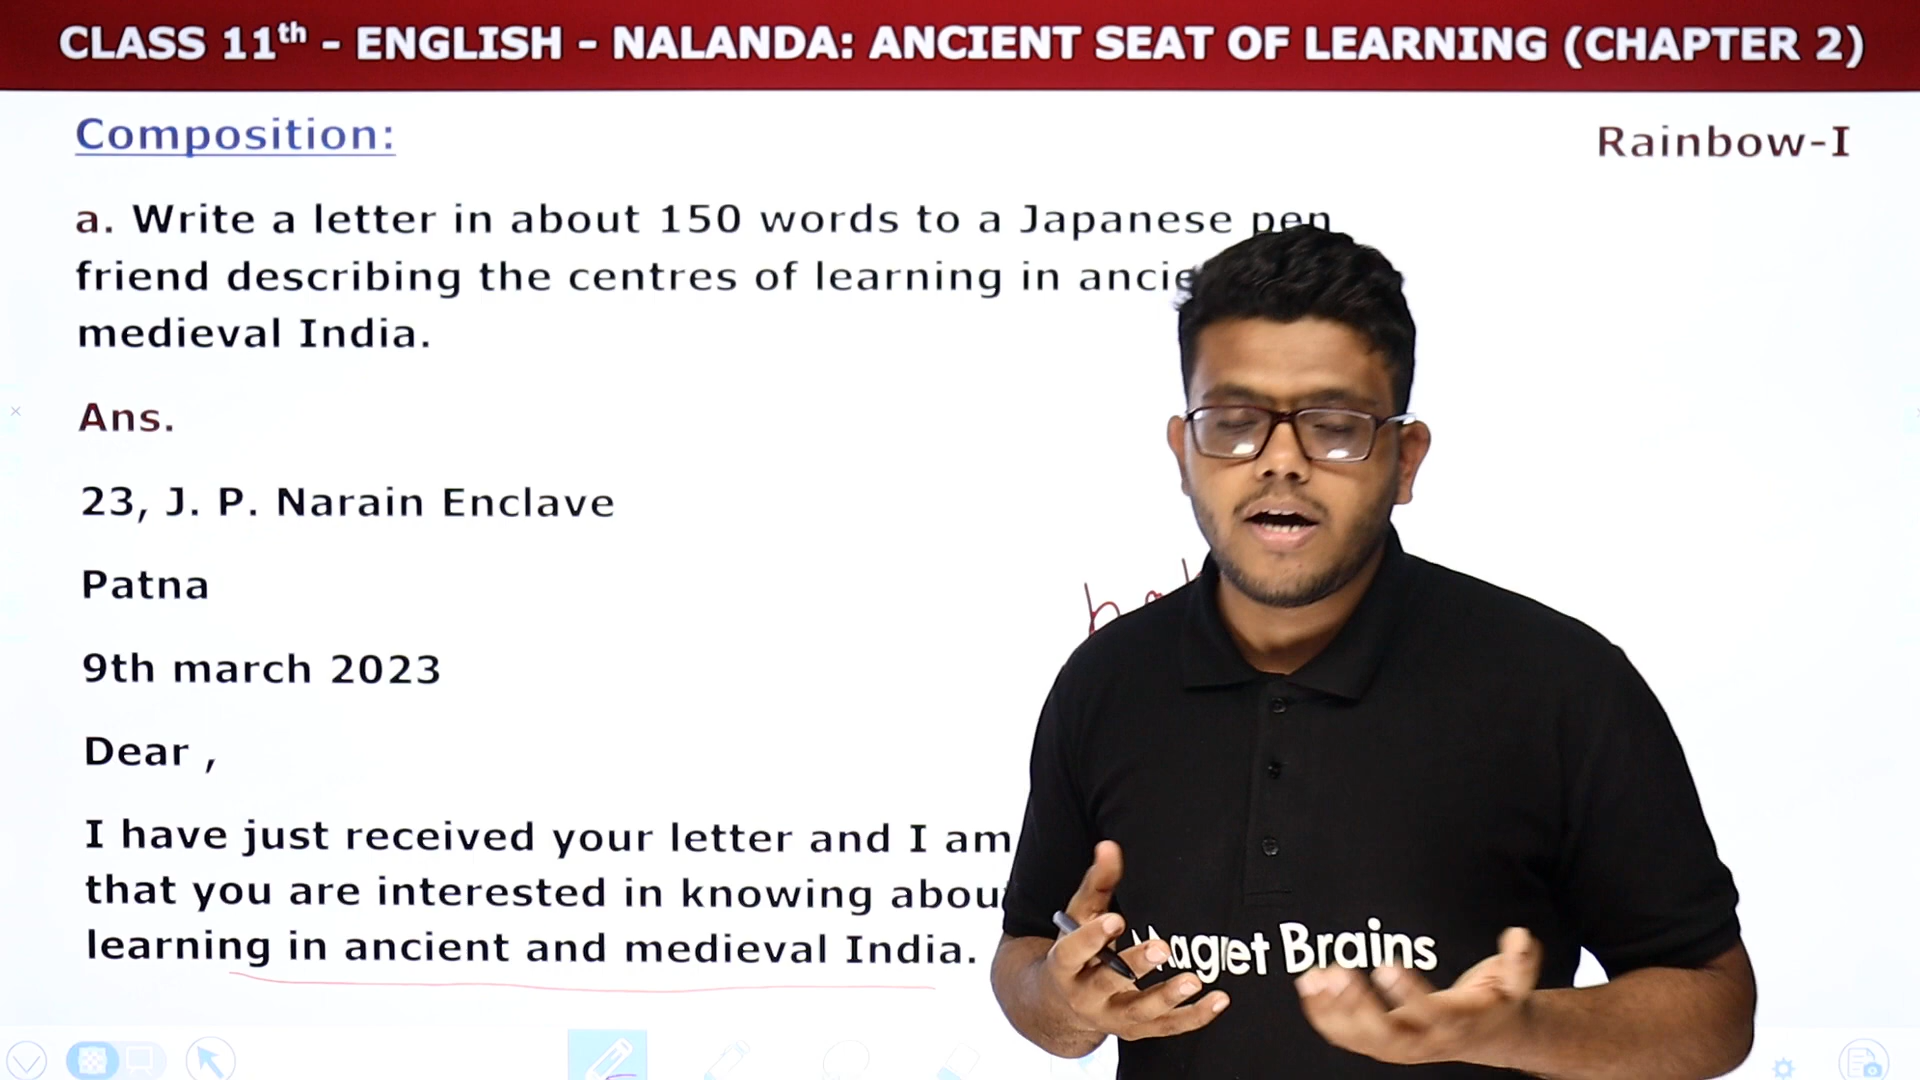 CLASS 11th - ENGLISH - NALANDA: ANCIENT SEAT OF LEARNING (CHAPTER 2)
Composition:
Rainbow-I
a. Write a letter in about 150 words to a Japanese pen
friend describing the centres of learning in ancie
medieval India.
Ans.
23, J. P. Narain Enclave
Patna
9th march 2023
Dear ,
I have just received your letter and I am
that you are interested in knowing abou
learning in ancient and medieval India.
Magnet Brains